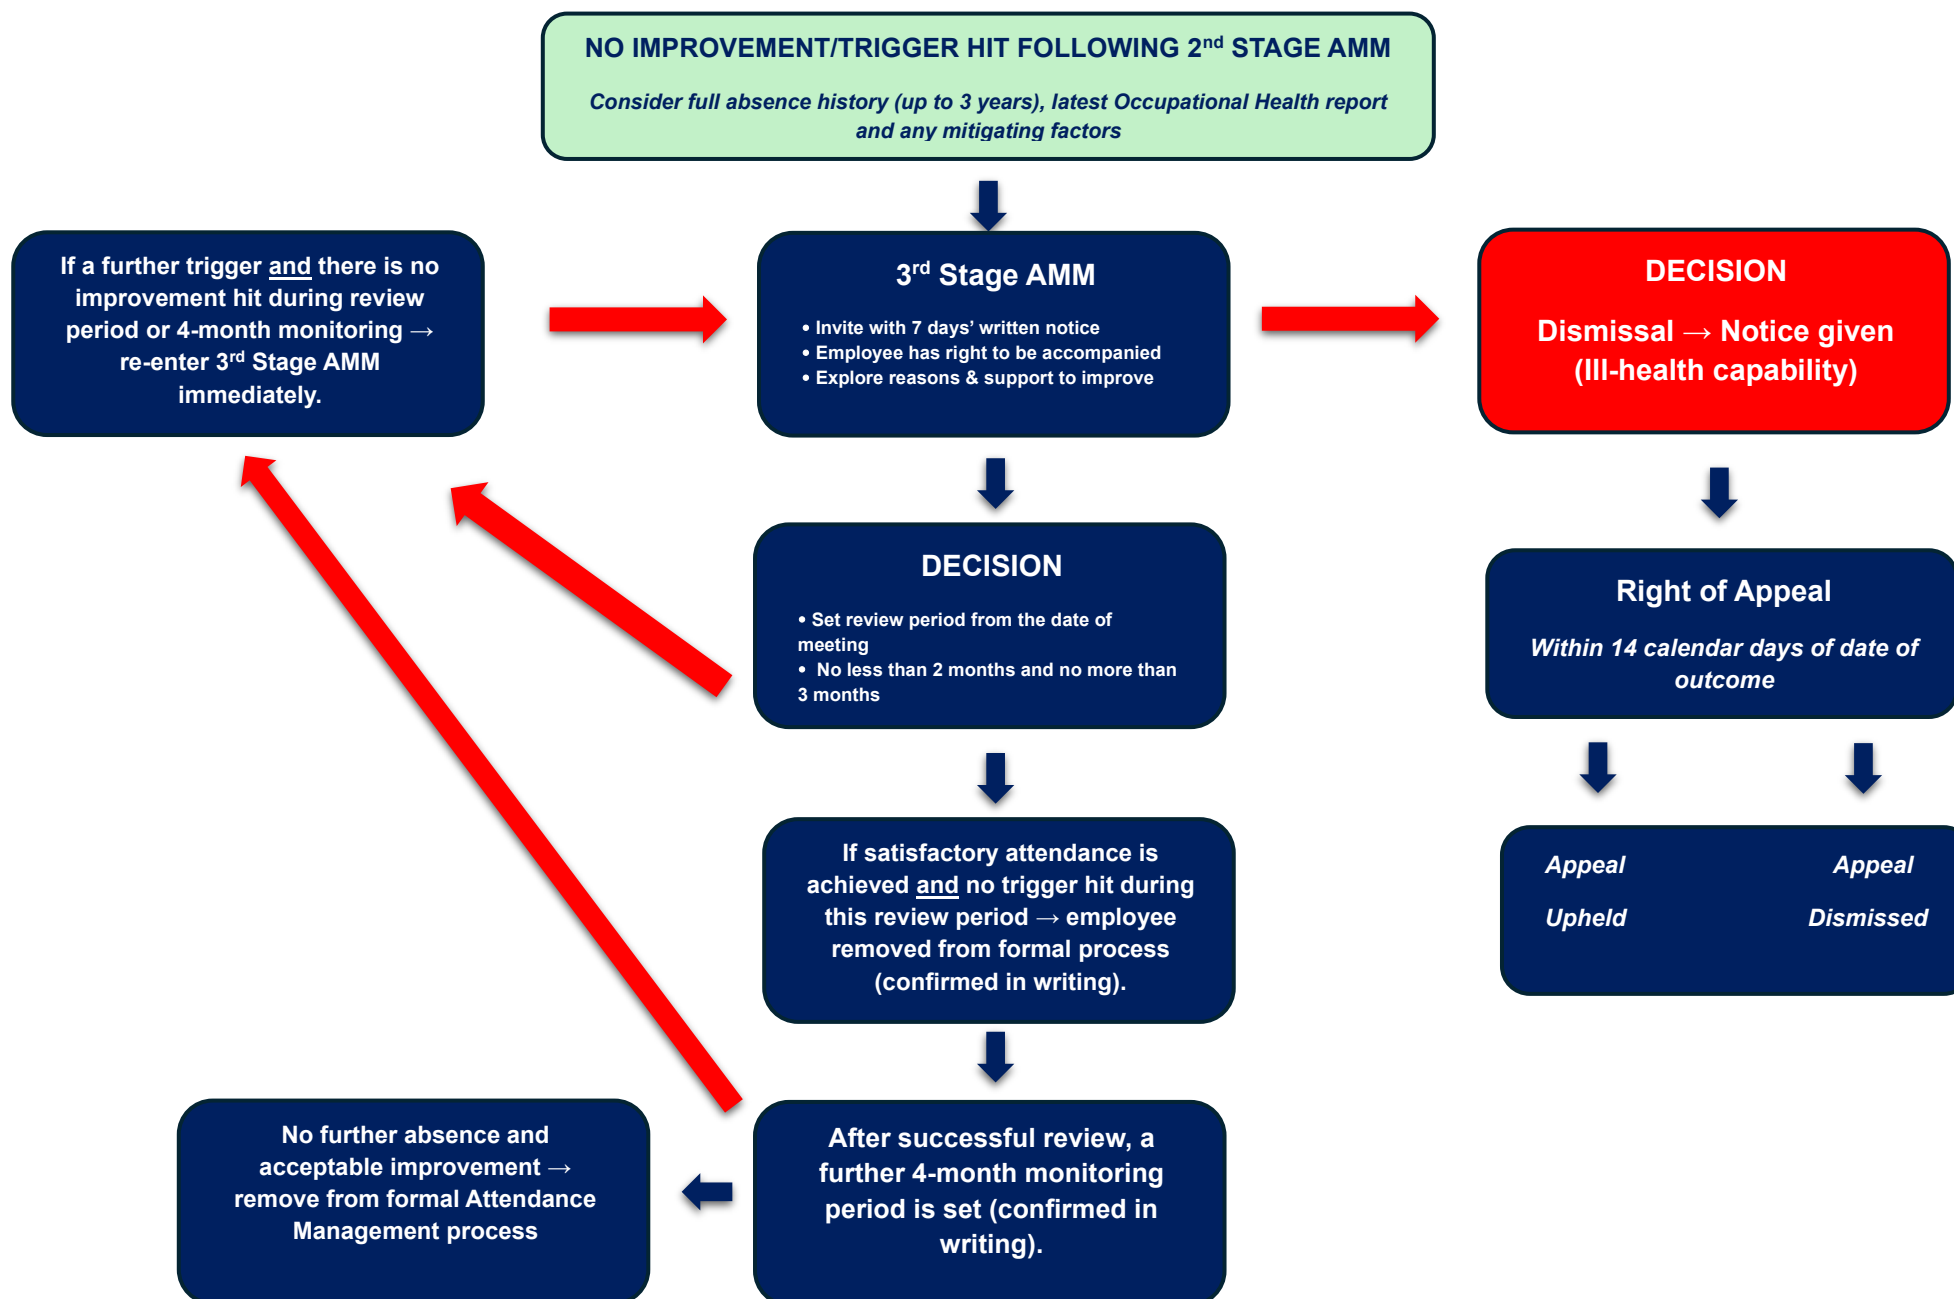 NO IMPROVEMENT/TRIGGER HIT FOLLOWING 2nd STAGE AMM
Consider full absence history (up to 3 years), latest Occupational Health report
and any mitigating factors
If a further trigger and there is no
improvement hit during review
period or 4-month monitoring →
re-enter 3rd Stage AMM
immediately.
3rd Stage AMM
• Invite with 7 days’ written notice
• Employee has right to be accompanied
• Explore reasons & support to improve
DECISION
Dismissal → Notice given
(Ill-health capability)
DECISION
• Set review period from the date of
meeting
• No less than 2 months and no more than
3 months
Right of Appeal
Within 14 calendar days of date of
outcome
If satisfactory attendance is
achieved and no trigger hit during
this review period → employee
removed from formal process
(confirmed in writing).
Appeal
Upheld
Appeal
Dismissed
No further absence and
acceptable improvement →
remove from formal Attendance
Management process
After successful review, a
further 4-month monitoring
period is set (confirmed in
writing).